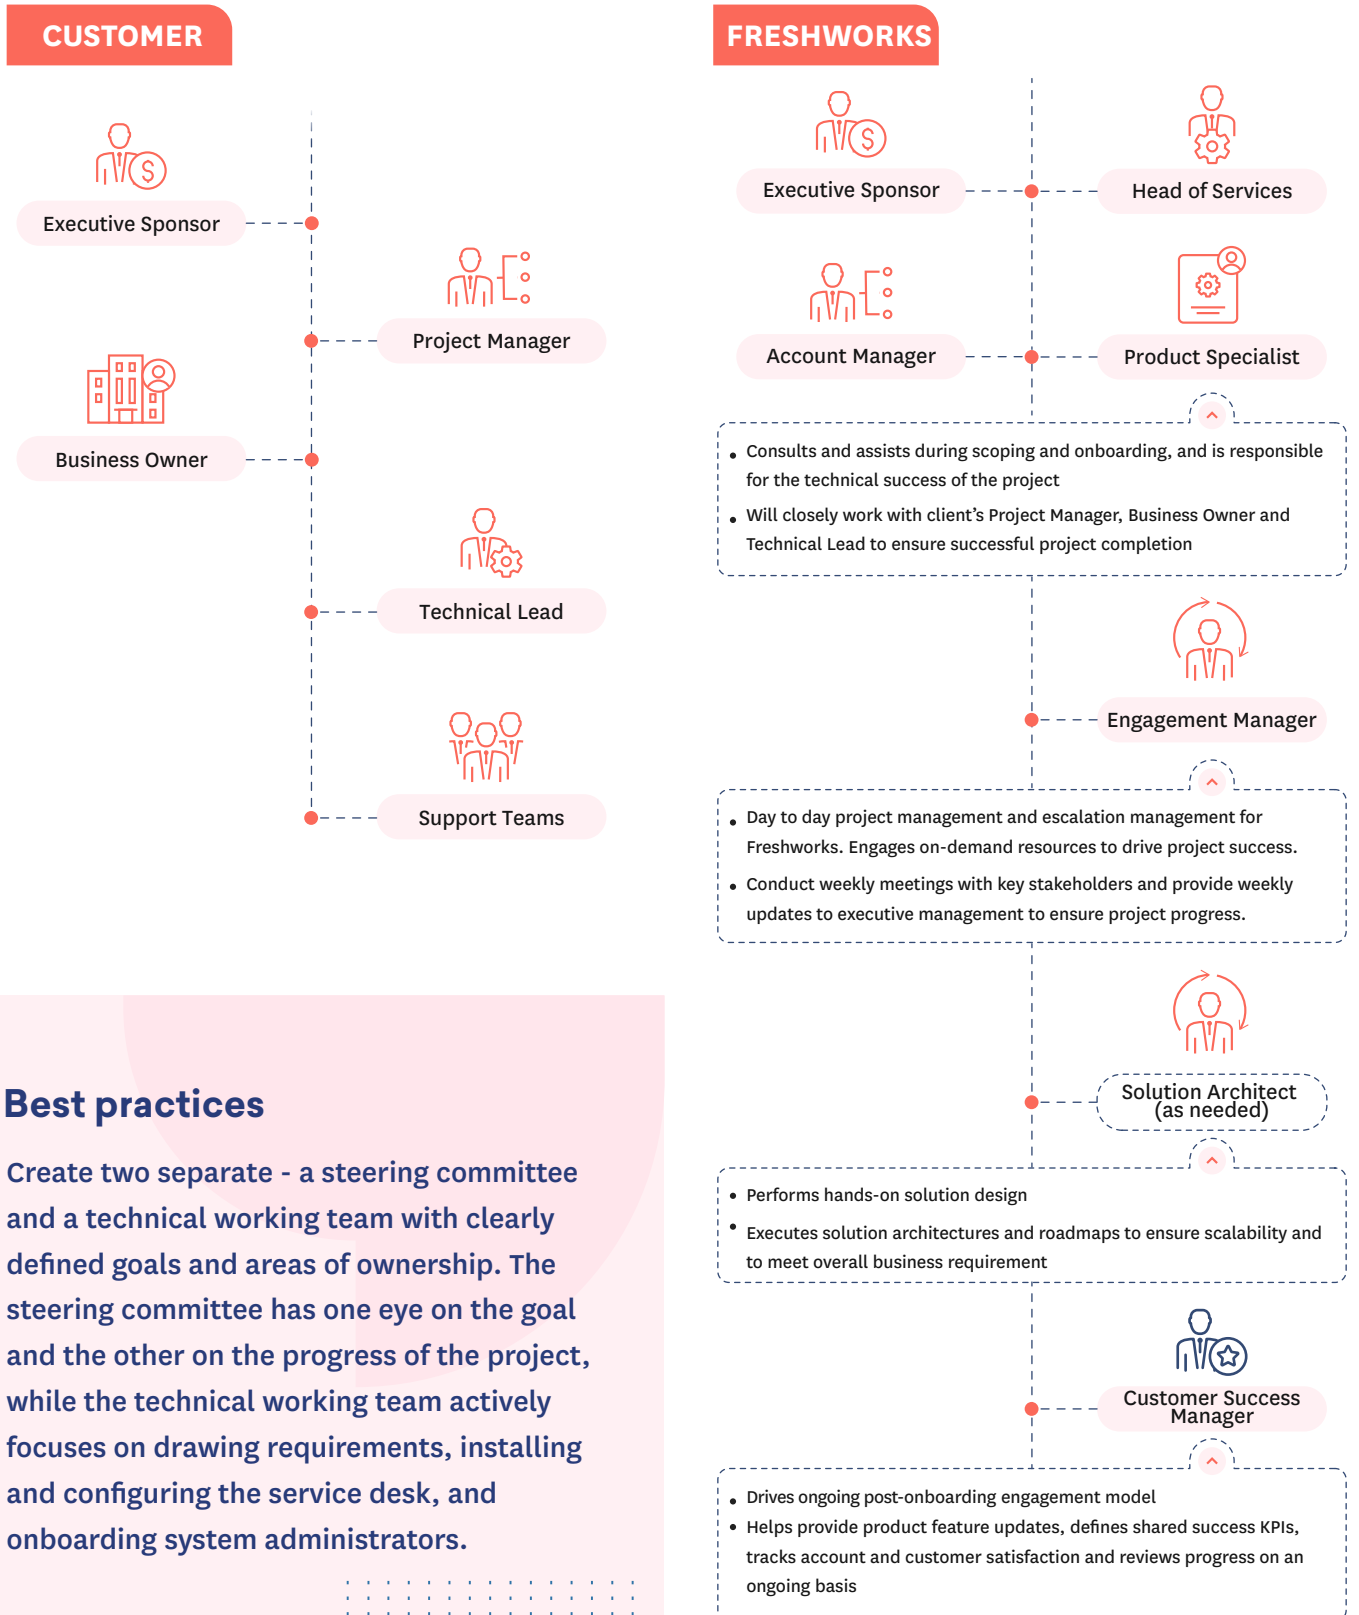 CUSTOMER
Executive Sponsor
Project Manager
Business Owner
Technical Lead
Support Teams
Best practices
Create two separate - a steering committee
and a technical working team with clearly
defined goals and areas of ownership. The
steering committee has one eye on the goal
and the other on the progress of the project,
while the technical working team actively
focuses on drawing requirements, installing
and configuring the service desk, and
onboarding system administrators.
FRESHWORKS
Executive Sponsor
Head of Services
Account Manager
Product Specialist
• Consults and assists during scoping and onboarding, and is responsible
for the technical success of the project
• Will closely work with client’s Project Manager, Business Owner and
Technical Lead to ensure successful project completion
Engagement Manager
• Day to day project management and escalation management for
Freshworks. Engages on-demand resources to drive project success.
• Conduct weekly meetings with key stakeholders and provide weekly
updates to executive management to ensure project progress.
Solution Architect
(as needed)
• Performs hands-on solution design
• Executes solution architectures and roadmaps to ensure scalability and
to meet overall business requirement
Customer Success
Manager
• Drives ongoing post-onboarding engagement model
• Helps provide product feature updates, defines shared success KPIs,
tracks account and customer satisfaction and reviews progress on an
ongoing basis